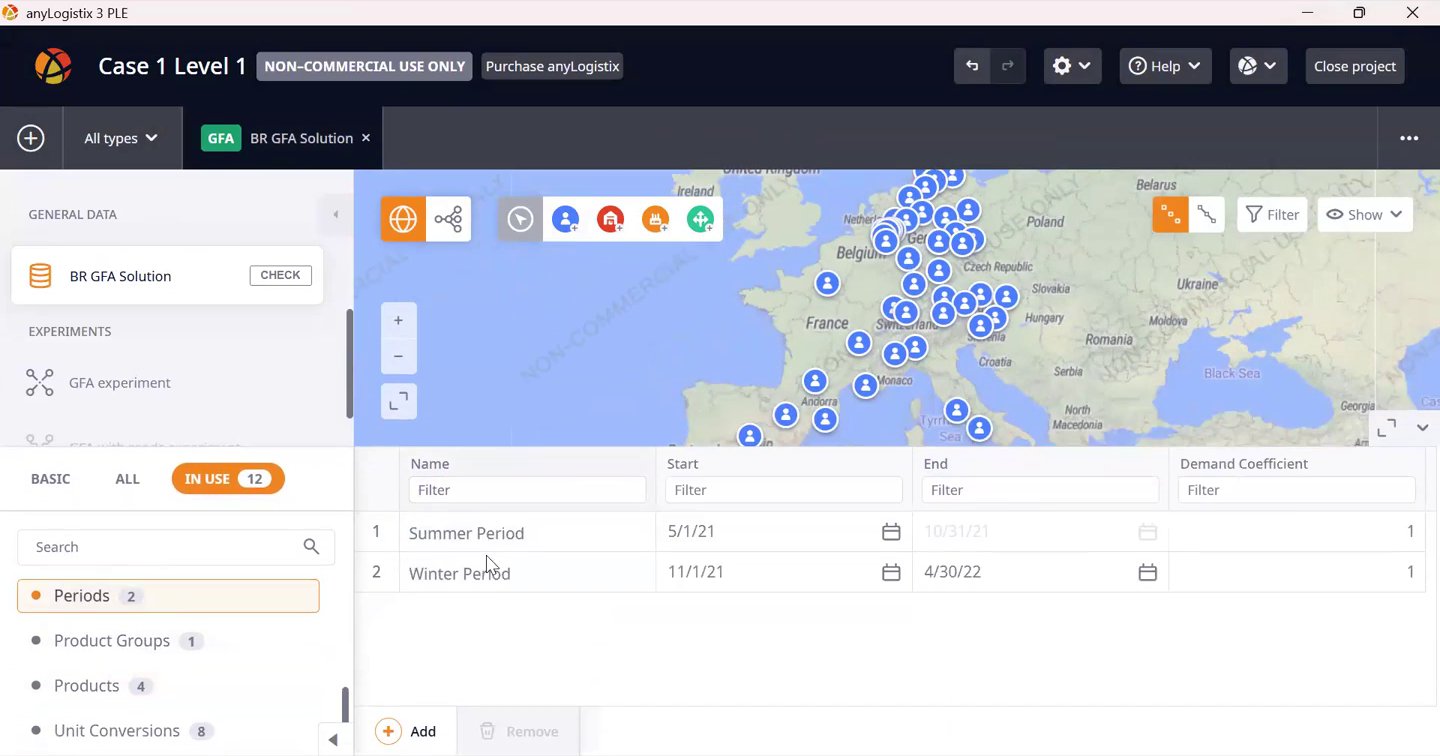 anyLogistix 3 PLE
Case 1 Level 1
NON-COMMERCIAL USE ONLY
Purchase anyLogistix
Help
Close project
All types
GFA
BR GFA Solution
GENERAL DATA
BR GFA Solution
CHECK
EXPERIMENTS
GFA experiment
United Kingdom
Ireland
Belgium
Poland
Belarus
Czech Republic
Slovakia
Ukraine
France
Switzerland
Hungary
Moldova
Slovenia
Croatia
Romania
Serbia
Monaco
Andorra
Black Sea
Georgia
North
Macedonia
Filter
Show
BASIC
ALL
IN USE 12
Search
Periods 2
Product Groups 1
Products 4
Unit Conversions 8
Name
Start
End
Demand Coefficient
Filter
Filter
Filter
Filter
1
Summer Period
5/1/21
10/31/21
1
2
Winter Period
11/1/21
4/30/22
1
Add
Remove